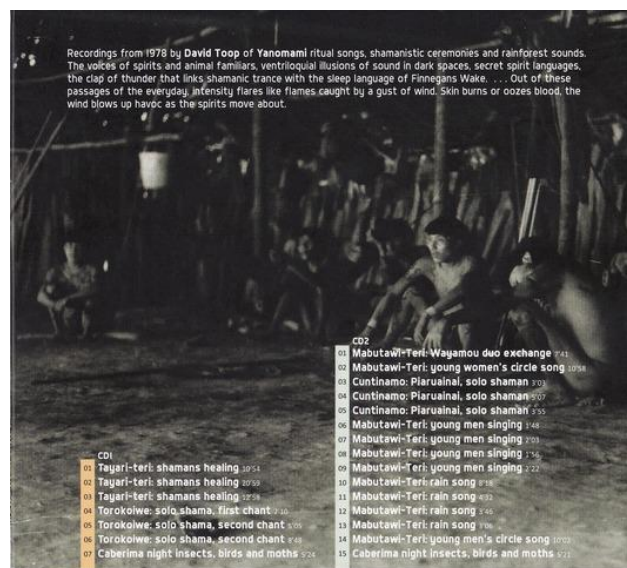 Recordings from 1978 by David Toop of Yanomami ritual songs, shamanistic ceremonies and rainforest sounds.
The voices of spirits and animal familiars, ventriloquial illusions of sound in dark spaces, secret spirit languages,
the clap of thunder that links shamanic trance with the sleep language of Finnegans Wake. . . . Out of these
passages of the everyday, intensity flares like flames caught by a gust of wind. Skin burns or oozes blood, the
wind blows up havoc as the spirits move about.
CD1
01 Tayari-teri: shamans healing 10'54
02 Tayari-teri: shamans healing 20'59
03 Tayari-teri: shamans healing 12'58
04 Torokoiwe: solo shama, first chant
05 Torokoiwe: solo shama, second chant 5'05
06 Torokoiwe: solo shama, second chant 8'48
07 Caberima night insects, birds and moths 5'24
CD2
01 Mabutawi-Teri: Wayamou duo exchange 7'41
02 Mabutawi-Teri: young women's circle song 10'58
03 Cuntinamo: Piaruainai, solo shaman 3'03
04 Cuntinamo: Piaruainai, solo shaman 5'07
05 Cuntinamo: Piaruainai, solo shaman 3'55
06 Mabutawi-Teri: young men singing 1'48
07 Mabutawi-Teri: young men singing 2'03
08 Mabutawi-Teri: young men singing 1'56
09 Mabutawi-Teri: young men singing 2'22
10 Mabutawi-Teri: rain song 8'18
11 Mabutawi-Teri: rain song 4'32
12 Mabutawi-Teri: rain song 3'45
13 Mabutawi-Teri: rain song
14 Mabutawi-Teri: young men's circle song
15 Caberima night insects, birds and moths